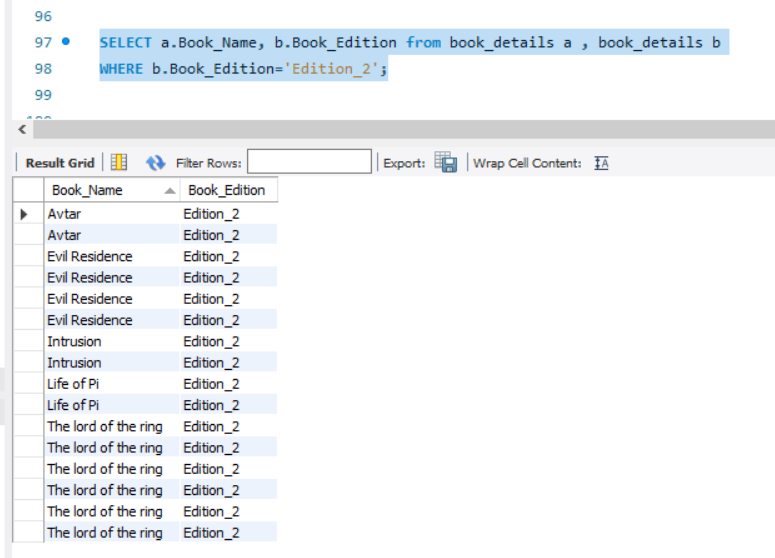 96
97 SELECT a.Book_Name, b.Book_Edition from book_details a , book_details b
98 WHERE b.Book_Edition='Edition_2';
99
Result Grid Filter Rows: Export: Wrap Cell Content:
Book_Name Book_Edition
Avtar Edition_2
Avtar Edition_2
Evil Residence Edition_2
Evil Residence Edition_2
Evil Residence Edition_2
Evil Residence Edition_2
Intrusion Edition_2
Intrusion Edition_2
Life of Pi Edition_2
Life of Pi Edition_2
The lord of the ring Edition_2
The lord of the ring Edition_2
The lord of the ring Edition_2
The lord of the ring Edition_2
The lord of the ring Edition_2
The lord of the ring Edition_2